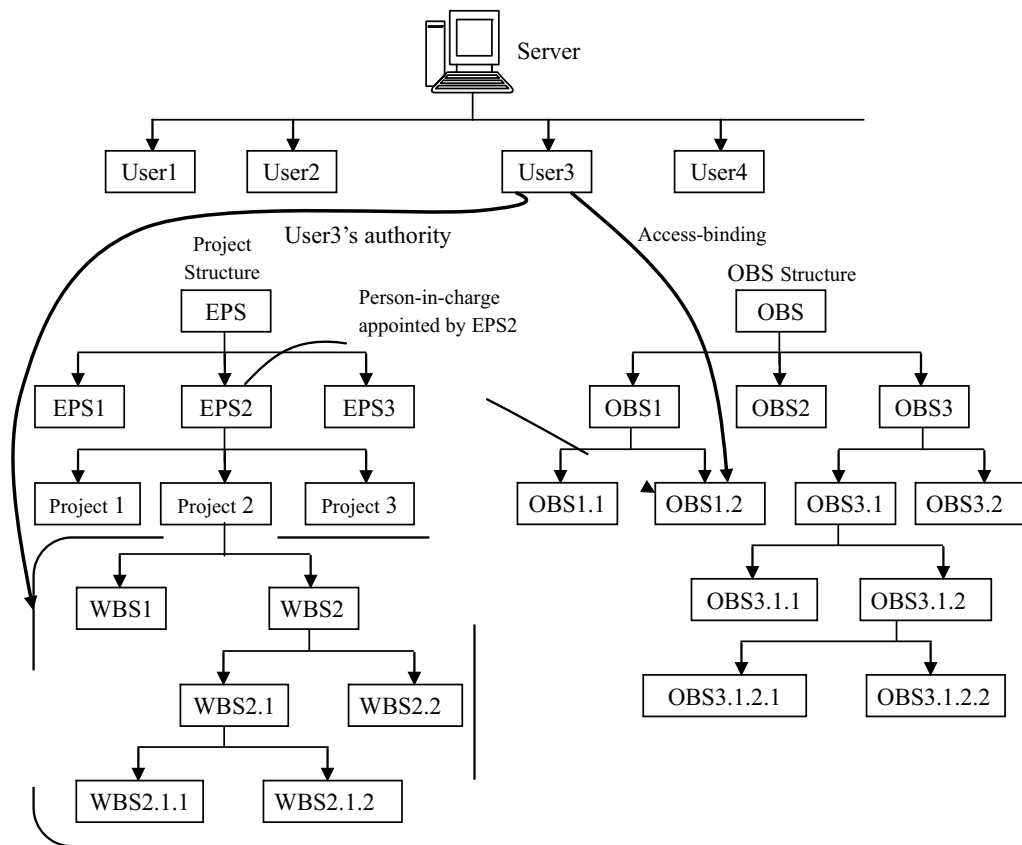 Server
User1
User2
User3
User4
User3's authority
Access-binding
Project
Structure
Person-in-charge
appointed by EPS2
OBS Structure
EPS
OBS
EPS1
EPS2
EPS3
OBS1
OBS2
OBS3
Project 1
Project 2
Project 3
OBS1.1
OBS1.2
OBS3.1
OBS3.2
WBS1
WBS2
OBS3.1.1
OBS3.1.2
WBS2.1
WBS2.2
OBS3.1.2.1
OBS3.1.2.2
WBS2.1.1
WBS2.1.2